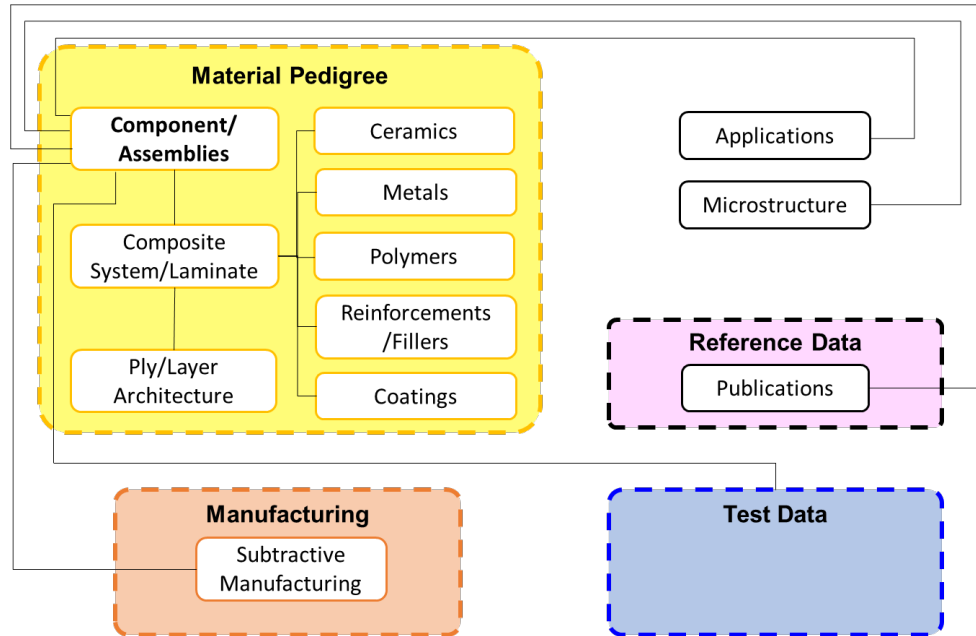 Material Pedigree
Component/
Assemblies
Composite
System/Laminate
Ply/Layer
Architecture
Ceramics
Metals
Polymers
Reinforcements
/Fillers
Coatings
Applications
Microstructure
Reference Data
Publications
Manufacturing
Subtractive
Manufacturing
Test Data